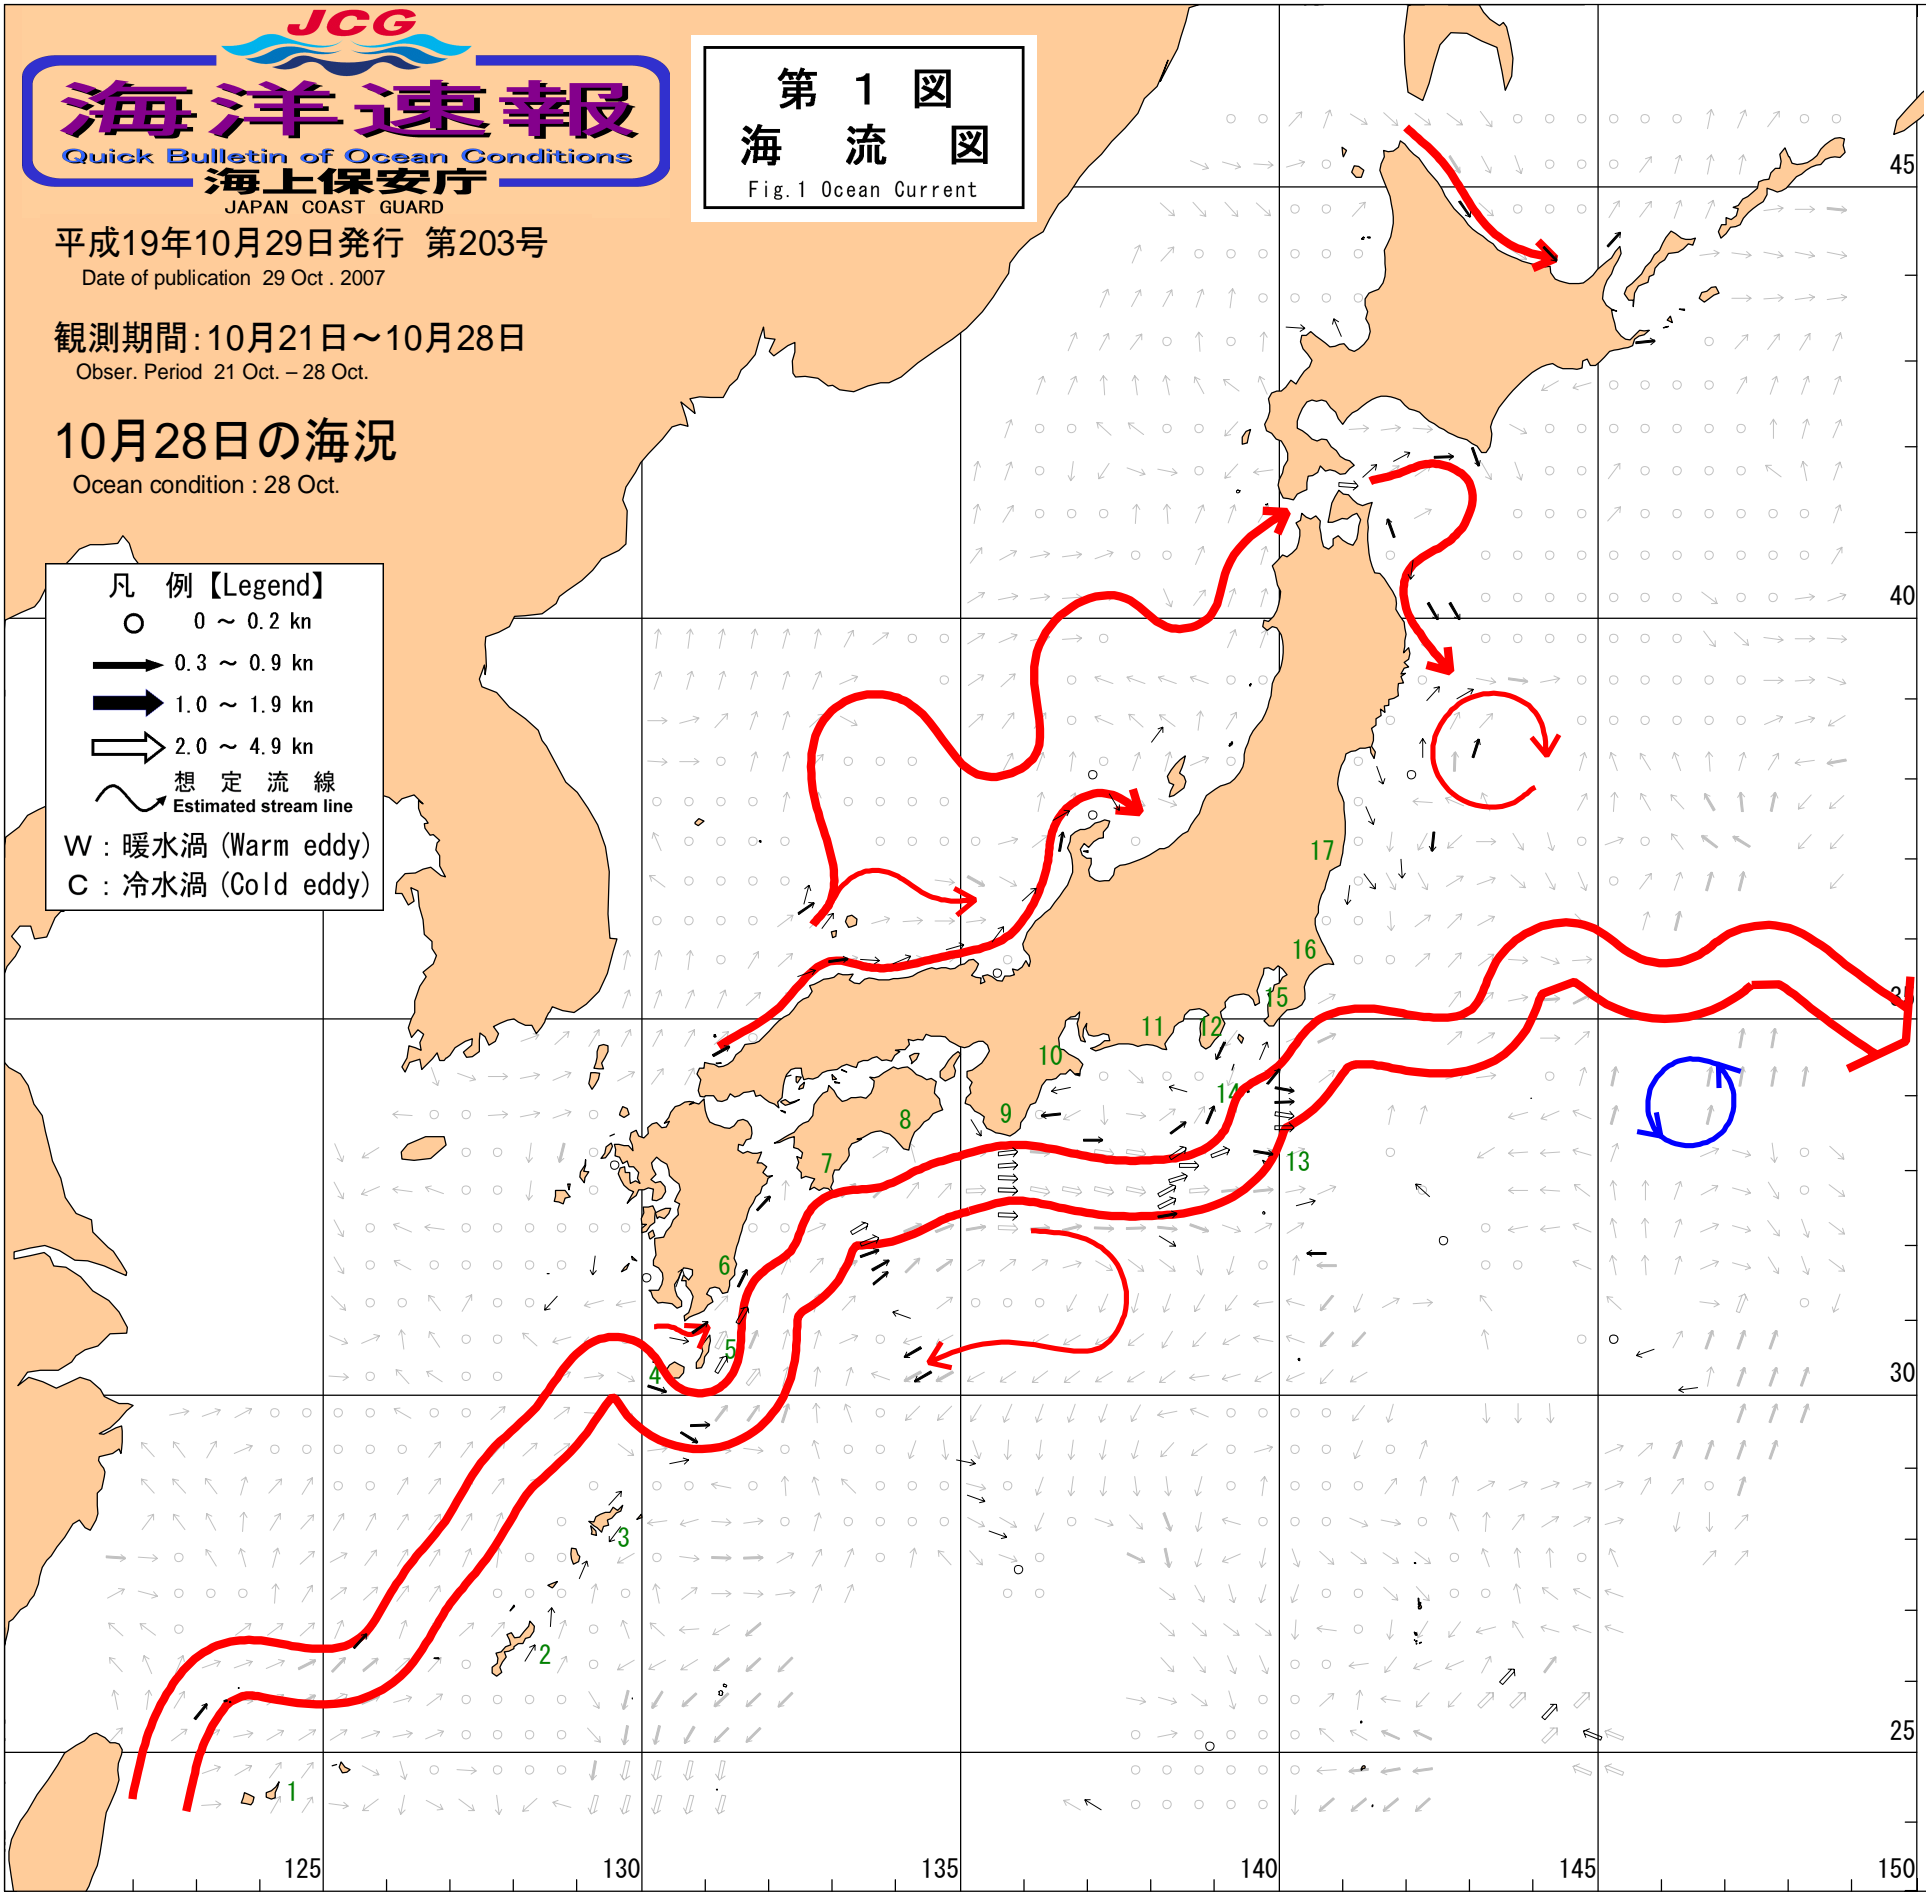 JCG
海洋速報
Quick Bulletin of Ocean Conditions
海上保安庁
JAPAN COAST GUARD
第 1 図
海 流 図
Fig.1 Ocean Current
平成19年10月29日発行 第203号
Date of publication 29 Oct . 2007
観測期間:10月21日~10月28日
Obser. Period 21 Oct. – 28 Oct.
10月28日の海況
Ocean condition : 28 Oct.
凡 例【Legend】
0 ~ 0.2 kn
0.3 ~ 0.9 kn
1.0 ~ 1.9 kn
2.0 ~ 4.9 kn
想 定 流 線
Estimated stream line
W : 暖水渦 (Warm eddy)
C : 冷水渦 (Cold eddy)
45
40
17
16
15
35
11
12
10
14
9
8
13
7
6
5
4
30
3
2
25
1
125
130
135
140
145
150